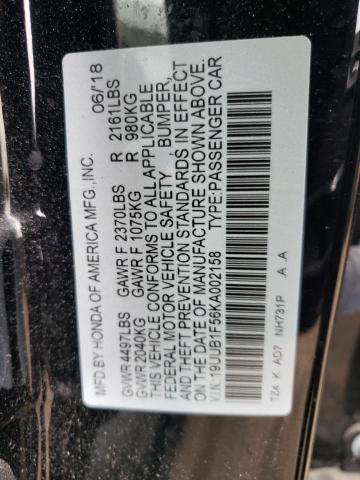 MFD BY HONDA OF AMERICA MFG.,INC. 06/'18
GVWR 4497LBS GAWR F 2370LBS R 2161LBS
GVWR 2040KG GAWR F 1075KG R 980KG
THIS VEHICLE CONFORMS TO ALL APPLICABLE
FEDERAL MOTOR VEHICLE SAFETY, BUMPER,
AND THEFT PREVENTION STANDARDS IN EFFECT
ON THE DATE OF MANUFACTURE SHOWN ABOVE.
VIN:19UUB1F56KA002158 TYPE:PASSENGER CAR
TZ4 K AD7 NH731P A A